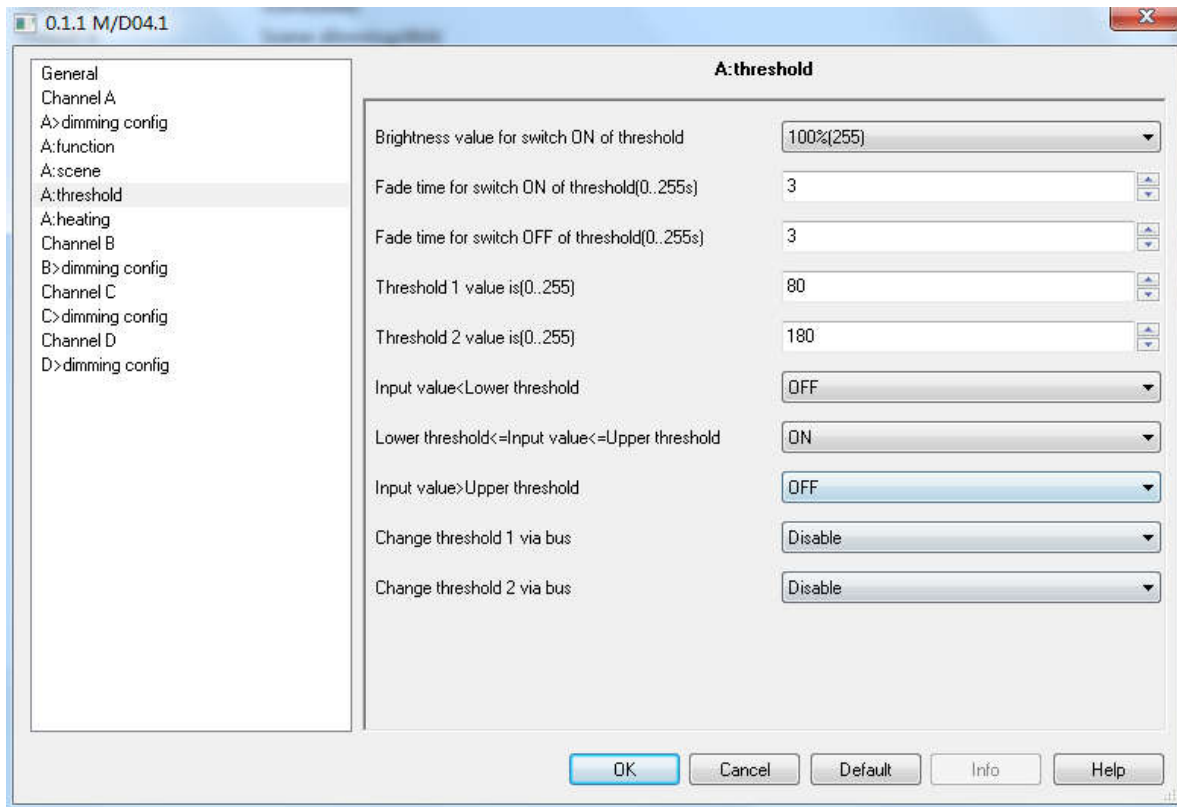 0.1.1 M/D04.1
General
Channel A
A>dimming config
A:function
A:scene
A:threshold
A:heating
Channel B
B>dimming config
Channel C
C>dimming config
Channel D
D>dimming config
A:threshold
Brightness value for switch ON of threshold 100%(255)
Fade time for switch ON of threshold(0..255s) 3
Fade time for switch OFF of threshold(0..255s) 3
Threshold 1 value is(0..255) 80
Threshold 2 value is(0..255) 180
Input value<Lower threshold OFF
Lower threshold<=Input value<=Upper threshold ON
Input value>Upper threshold OFF
Change threshold 1 via bus Disable
Change threshold 2 via bus Disable
OK Cancel Default Info Help